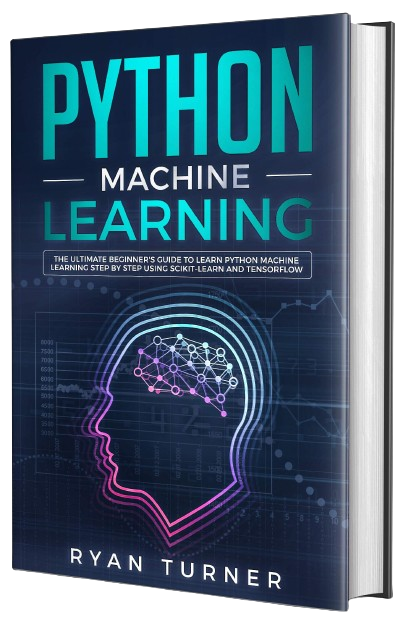 PYTHON
MACHINE
LEARNING
THE ULTIMATE BEGINNER'S GUIDE TO LEARN PYTHON MACHINE
LEARNING STEP BY STEP USING SCIKIT-LEARN AND TENSORFLOW
RYAN TURNER